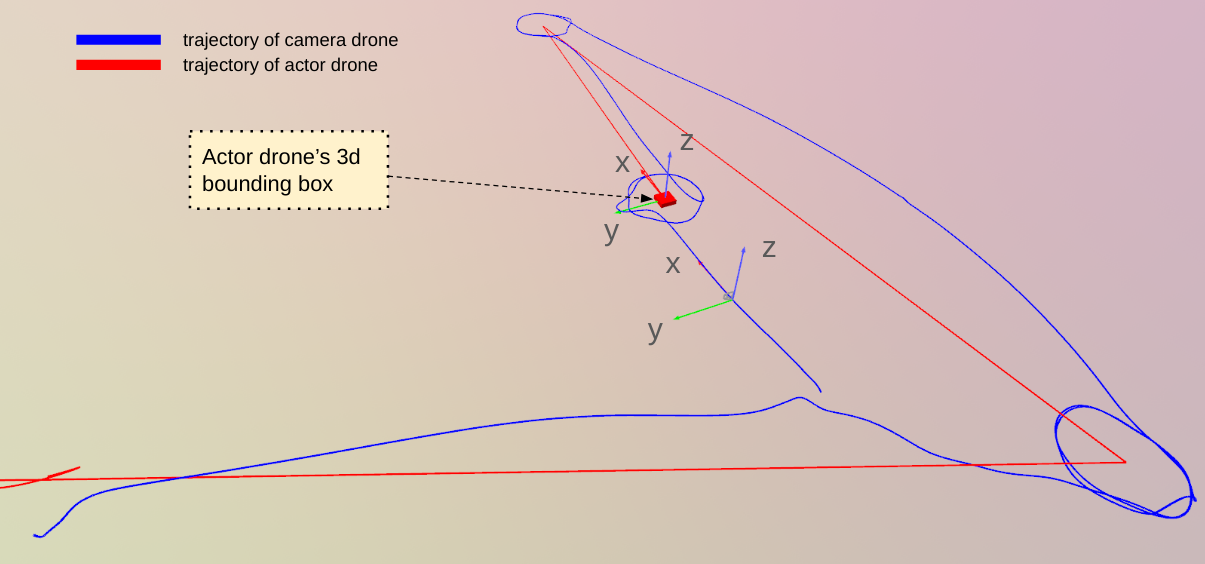 trajectory of camera drone
trajectory of actor drone
Actor drone’s 3d
bounding box
z
x
y
z
x
y